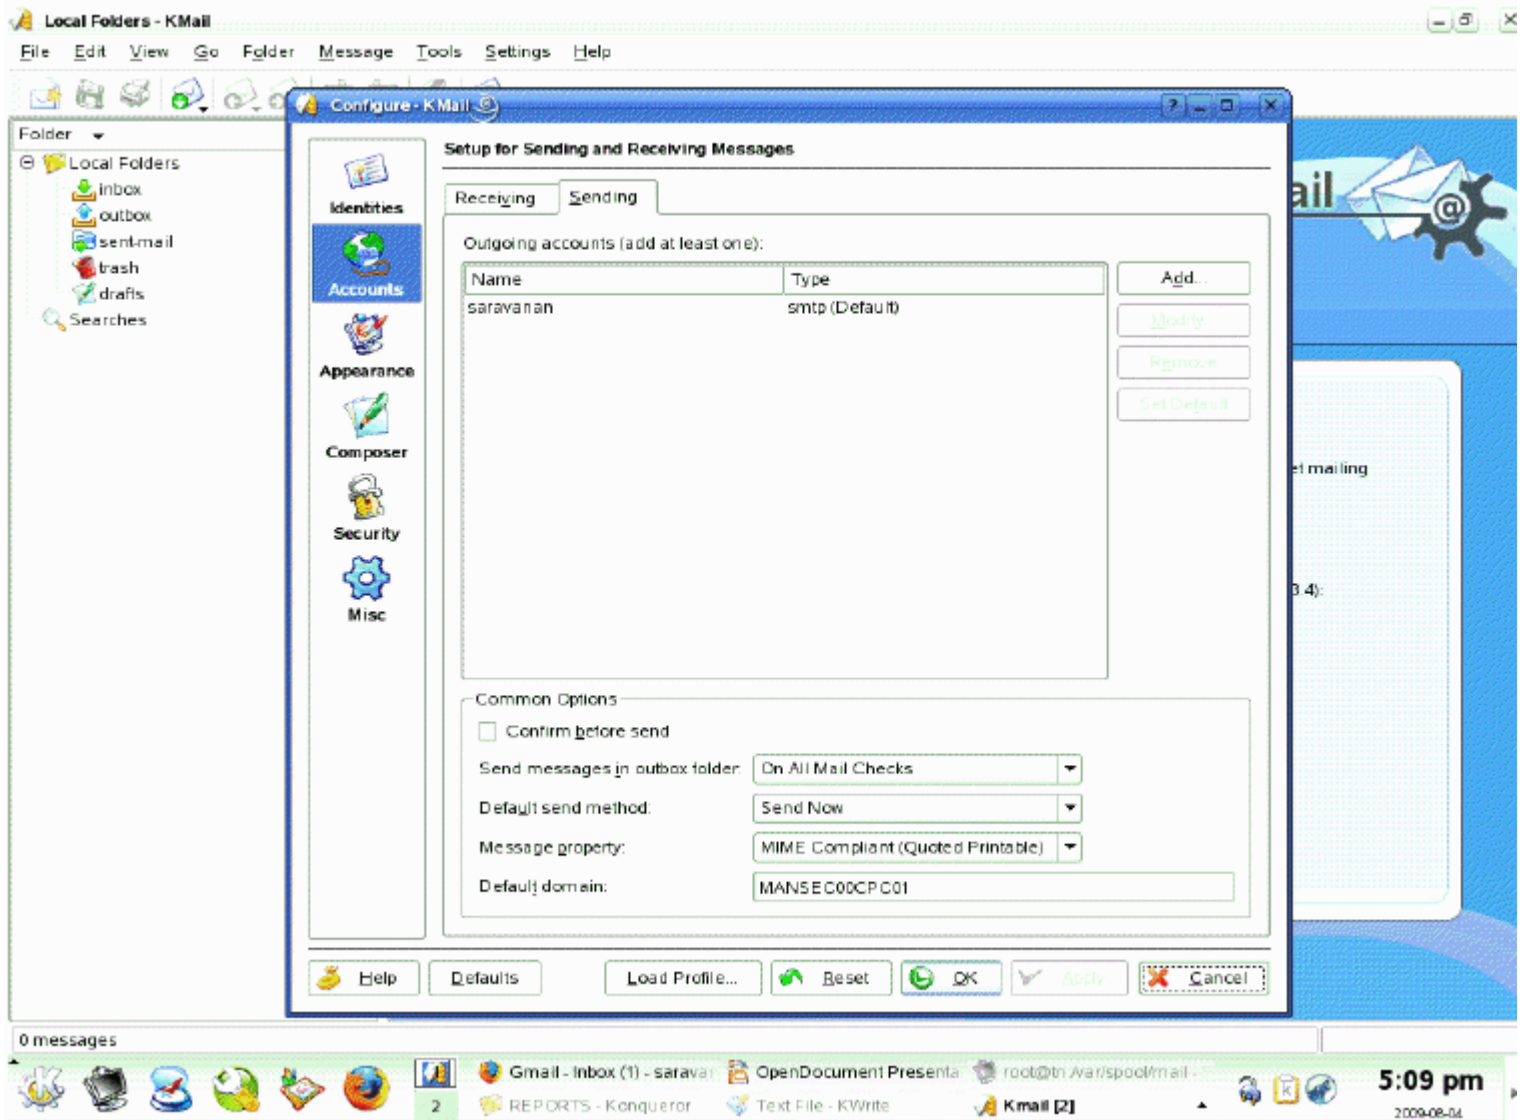 Local Folders - KMail
File Edit View Go Folder Message Tools Settings Help
Configure - KMail
Folder
Local Folders
inbox
outbox
sent-mail
trash
drafts
Searches
Identities
Accounts
Appearance
Composer
Security
Misc
Setup for Sending and Receiving Messages
Receiving Sending
Outgoing accounts (add at least one):
Name Type
saravanan smtp (Default)
Add...
Modify...
Remove
Set Default
Common Options
Confirm before send
Send messages in outbox folder: On All Mail Checks
Default send method: Send Now
Message property: MIME Compliant (Quoted Printable)
Default domain: MANSEC00CPC01
Help Defaults Load Profile... Reset OK Apply Cancel
ail
@
et mailing
3.4):
0 messages
2
Gmail - Inbox (1) - sarava OpenDocument Presenta root@tn:/var/spool/mail -
REPORTS - Konqueror Text File - KWrite Kmail [2]
5:09 pm
2009-08-04